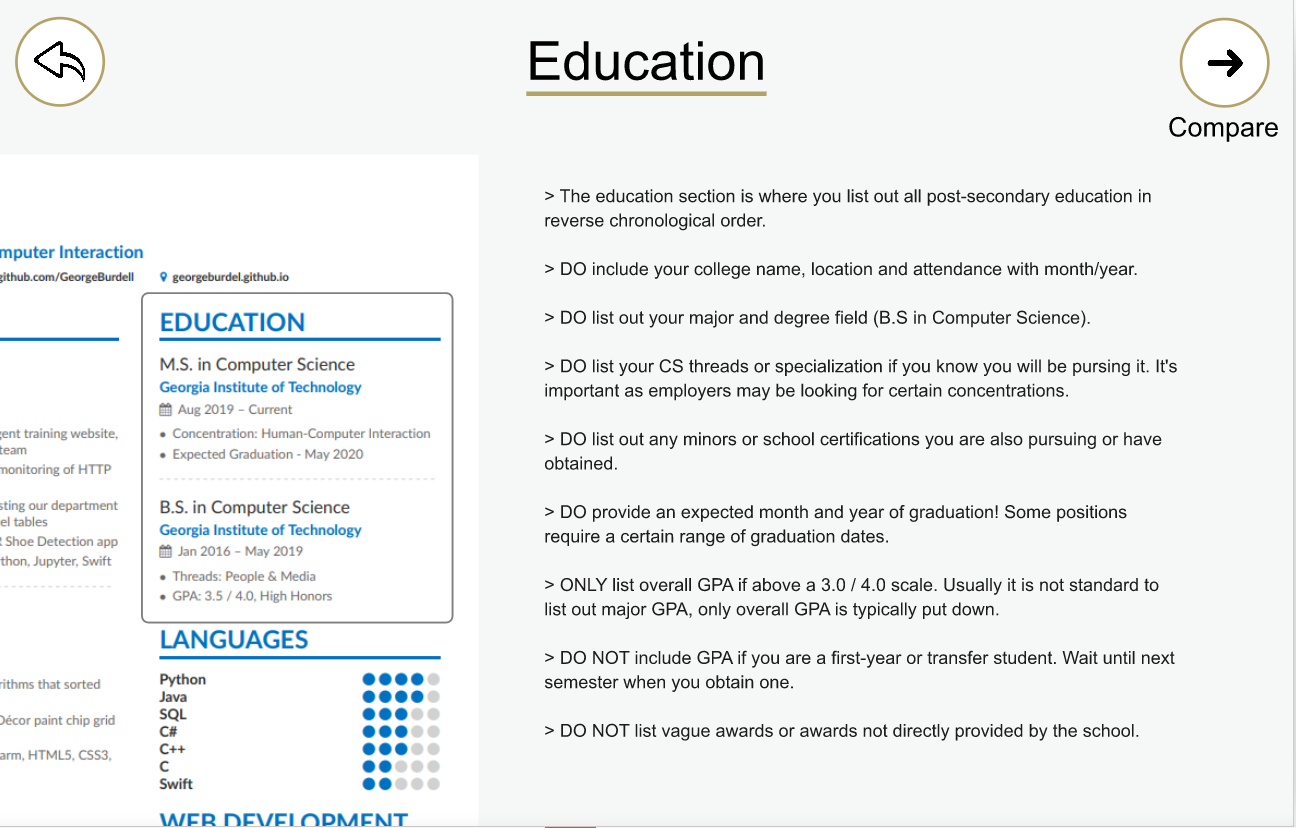 Education
Compare
mputer Interaction
github.com/GeorgeBurdell
georgeburdel.github.io
EDUCATION
M.S. in Computer Science
Georgia Institute of Technology
Aug 2019 – Current
• Concentration: Human-Computer Interaction
• Expected Graduation - May 2020
B.S. in Computer Science
Georgia Institute of Technology
Jan 2016 – May 2019
• Threads: People & Media
• GPA: 3.5 / 4.0, High Honors
LANGUAGES
Python
Java
SQL
C#
C++
C
Swift
WEB DEVELOPMENT
gent training website,
team
monitoring of HTTP
sting our department
el tables
R Shoe Detection app
thon, Jupyter, Swift
rithms that sorted
Décor paint chip grid
arm, HTML5, CSS3,
> The education section is where you list out all post-secondary education in
reverse chronological order.
> DO include your college name, location and attendance with month/year.
> DO list out your major and degree field (B.S in Computer Science).
> DO list your CS threads or specialization if you know you will be pursing it. It's
important as employers may be looking for certain concentrations.
> DO list out any minors or school certifications you are also pursuing or have
obtained.
> DO provide an expected month and year of graduation! Some positions
require a certain range of graduation dates.
> ONLY list overall GPA if above a 3.0 / 4.0 scale. Usually it is not standard to
list out major GPA, only overall GPA is typically put down.
> DO NOT include GPA if you are a first-year or transfer student. Wait until next
semester when you obtain one.
> DO NOT list vague awards or awards not directly provided by the school.